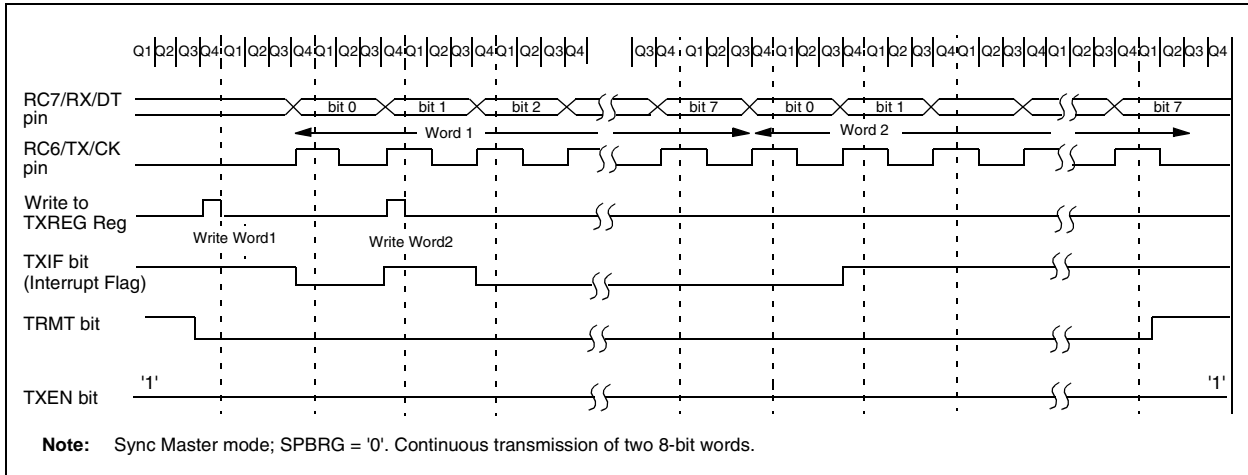 Q1 Q2 Q3 Q4 Q1 Q2 Q3 Q4 Q1 Q2 Q3 Q4 Q1 Q2 Q3 Q4 Q1 Q2 Q3 Q4 Q3 Q4 Q1 Q2 Q3 Q4 Q1 Q2 Q3 Q4 Q1 Q2 Q3 Q4 Q1 Q2 Q3 Q4 Q1 Q2 Q3 Q4 Q1 Q2 Q3 Q4
RC7/RX/DT
pin
bit 0 bit 1 bit 2 bit 7 bit 0 bit 1 bit 7
Word 1 Word 2
RC6/TX/CK
pin
Write to
TXREG Reg
Write Word1 Write Word2
TXIF bit
(Interrupt Flag)
TRMT bit
'1' '1'
TXEN bit
Note: Sync Master mode; SPBRG = '0'. Continuous transmission of two 8-bit words.